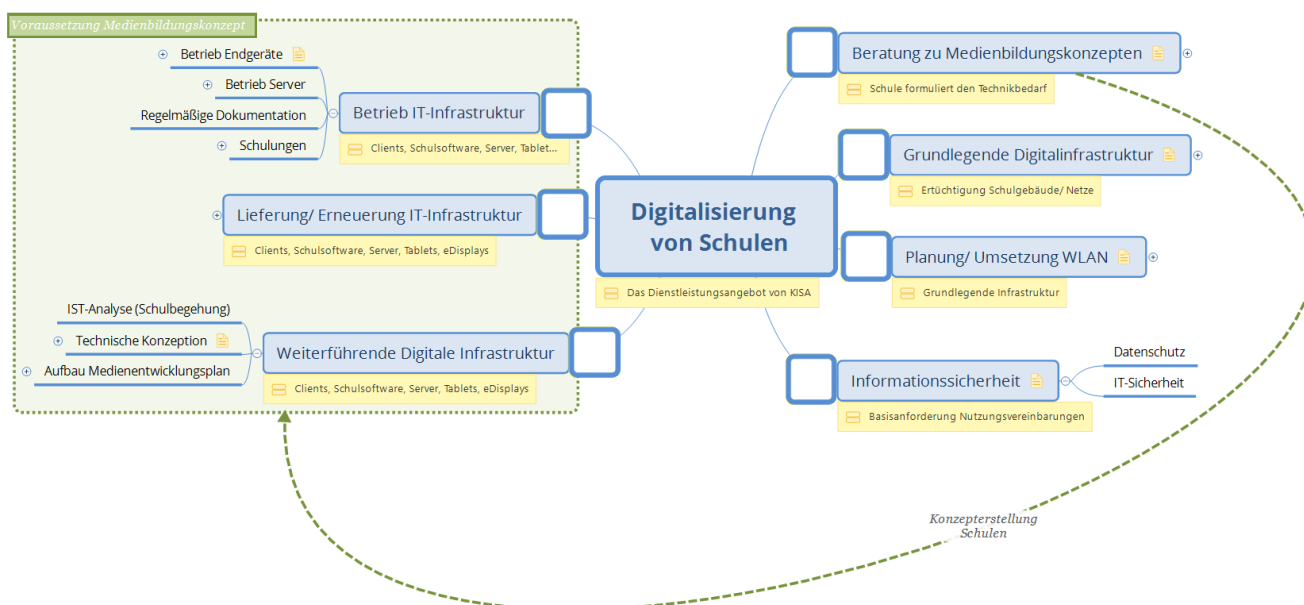 Voraussetzung Medienbildungskonzept
Betrieb Endgeräte
Betrieb Server
Regelmäßige Dokumentation
Schulungen
Betrieb IT-Infrastruktur
Clients, Schulsoftware, Server, Tablet...
Lieferung/ Erneuerung IT-Infrastruktur
Clients, Schulsoftware, Server, Tablets, eDisplays
IST-Analyse (Schulbegehung)
Technische Konzeption
Aufbau Medienentwicklungsplan
Weiterführende Digitale Infrastruktur
Clients, Schulsoftware, Server, Tablets, eDisplays
Digitalisierung
von Schulen
Das Dienstleistungsangebot von KISA
Beratung zu Medienbildungskonzepten
Schule formuliert den Technikbedarf
Grundlegende Digitalinfrastruktur
Ertüchtigung Schulgebäude/ Netze
Planung/ Umsetzung WLAN
Grundlegende Infrastruktur
Informationssicherheit
Basisanforderung Nutzungsvereinbarungen
Datenschutz
IT-Sicherheit
Konzepterstellung
Schulen